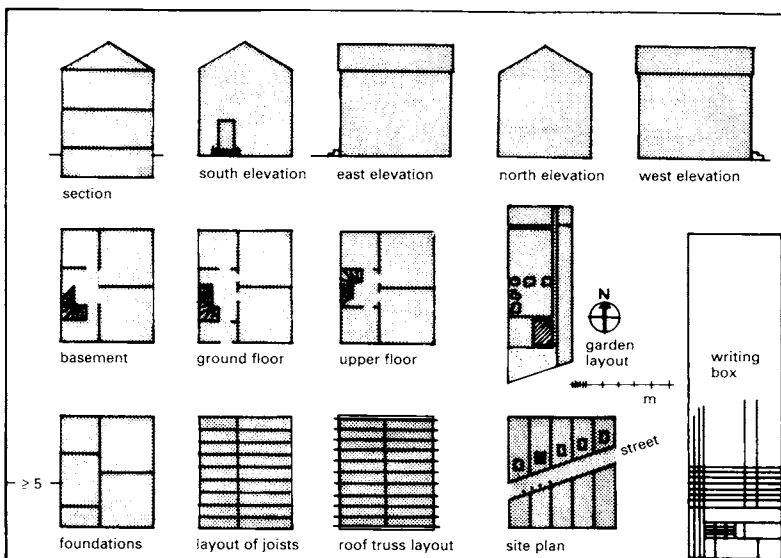 section
south elevation
east elevation
north elevation
west elevation
basement
ground floor
upper floor
N
garden
layout
m
writing
box
≥ 5
foundations
layout of joists
roof truss layout
site plan
street